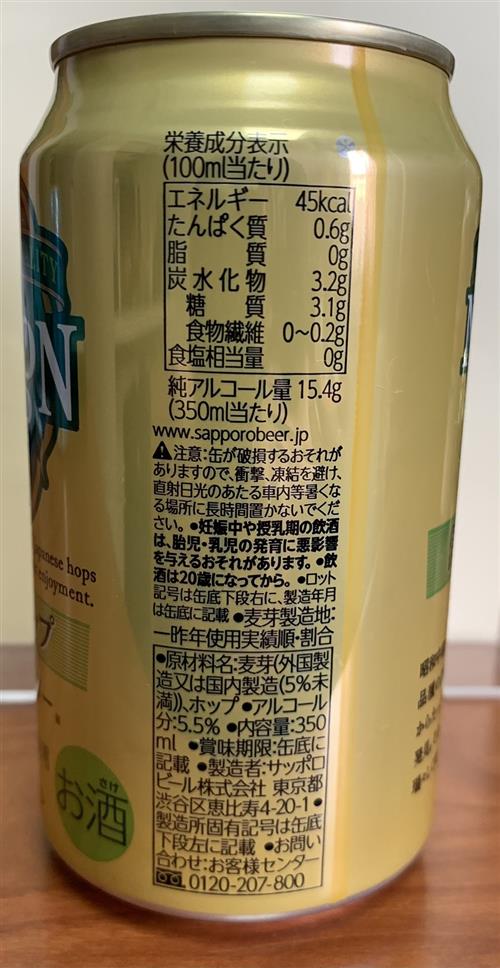 栄養成分表示
(100ml当たり)
エネルギー 45kcal
たんぱく質 0.6g
脂質 0g
炭水化物 3.2g
糖質 3.1g
食物繊維 0~0.2g
食塩相当量 0g
純アルコール量 15.4g
(350ml当たり)
www.sapporobeer.jp
⚠注意:缶が破損するおそれが
ありますので、衝撃、凍結を避け、
直射日光のあたる車内等暑くな
る場所に長時間置かないでくだ
さい。●妊娠中や授乳期の飲酒
は、胎児・乳児の発育に悪影響
を与えるおそれがあります。●飲
酒は20歳になってから。●ロット
記号は缶底下段右に、製造年月
は缶底に記載●麦芽製造地:
一昨年使用実績順・割合
●原材料名:麦芽(外国製
造又は国内製造(5%未
満))、ホップ●アルコール
分:5.5% ●内容量:350
ml ●賞味期限:缶底に
記載 ●製造者:サッポロ
ビール株式会社 東京都
渋谷区恵比寿4-20-1●
製造所固有記号は缶底
下段左に記載 ●お問い
合わせ:お客様センター
0120-207-800
LITY
ON
panese hops
enjoyment.
プ
ー
さけ
お酒